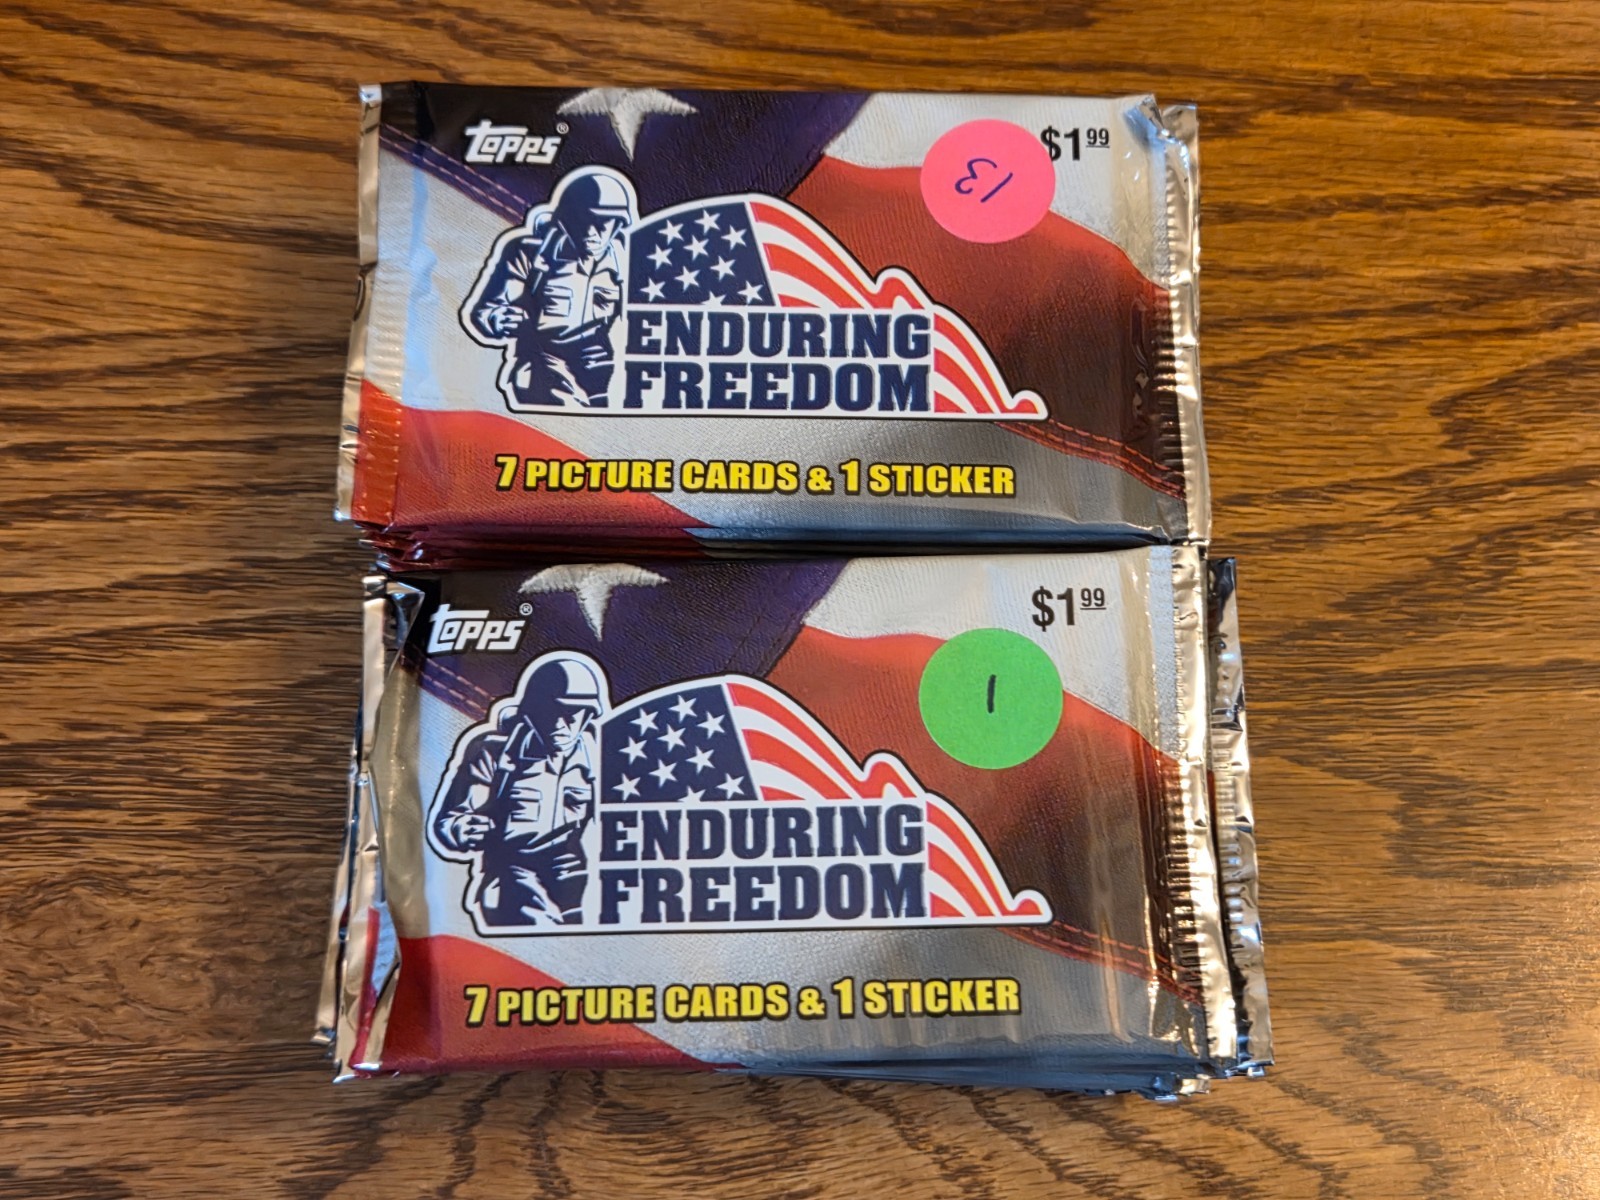 TOPPS®
$1.99
13
ENDURING
FREEDOM
7 PICTURE CARDS & 1 STICKER
TOPPS®
$1.99
1
ENDURING
FREEDOM
7 PICTURE CARDS & 1 STICKER